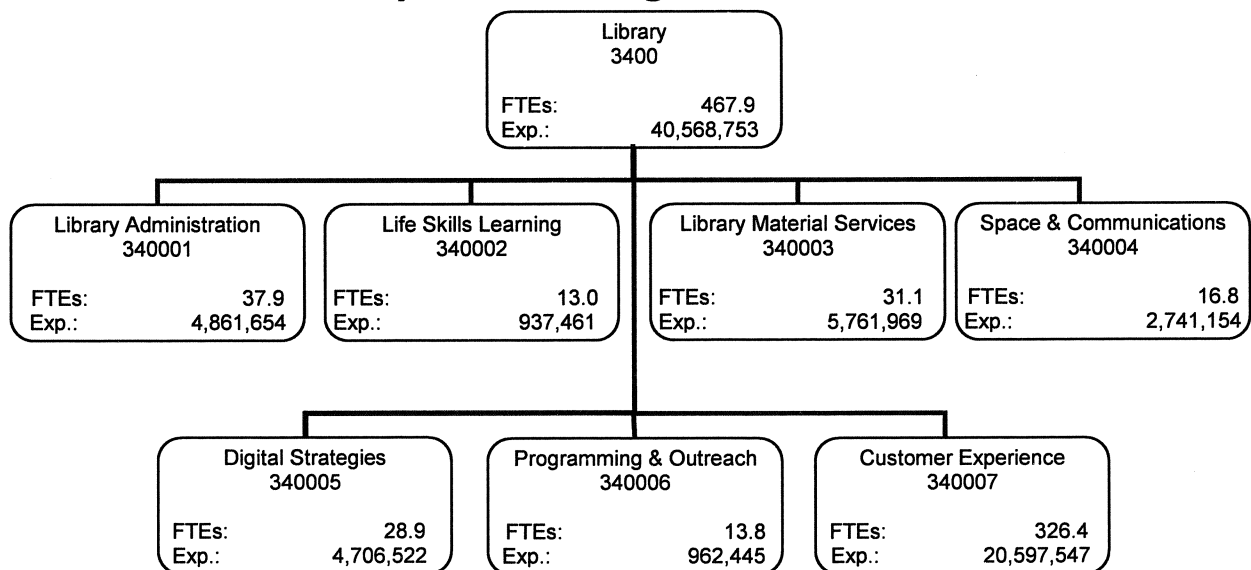 Library
3400
FTEs: 467.9
Exp.: 40,568,753
Library Administration
340001
FTEs: 37.9
Exp.: 4,861,654
Life Skills Learning
340002
FTEs: 13.0
Exp.: 937,461
Library Material Services
340003
FTEs: 31.1
Exp.: 5,761,969
Space & Communications
340004
FTEs: 16.8
Exp.: 2,741,154
Digital Strategies
340005
FTEs: 28.9
Exp.: 4,706,522
Programming & Outreach
340006
FTEs: 13.8
Exp.: 962,445
Customer Experience
340007
FTEs: 326.4
Exp.: 20,597,547